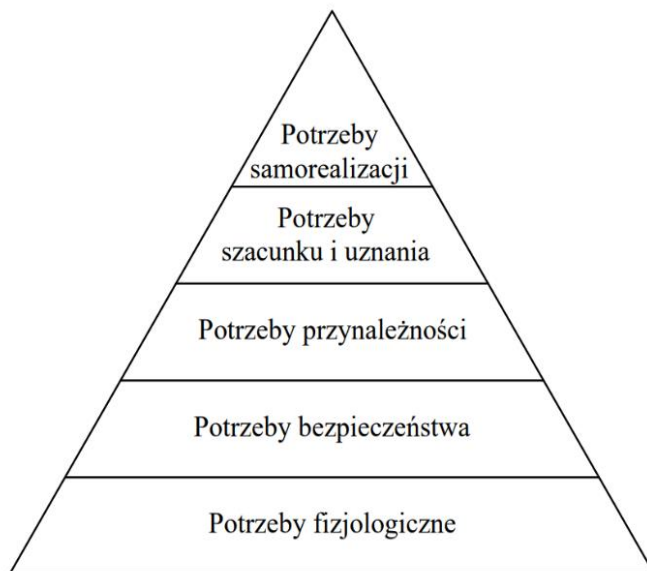 Potrzeby
samorealizacji
Potrzeby
szacunku i uznania
Potrzeby przynależności
Potrzeby bezpieczeństwa
Potrzeby fizjologiczne